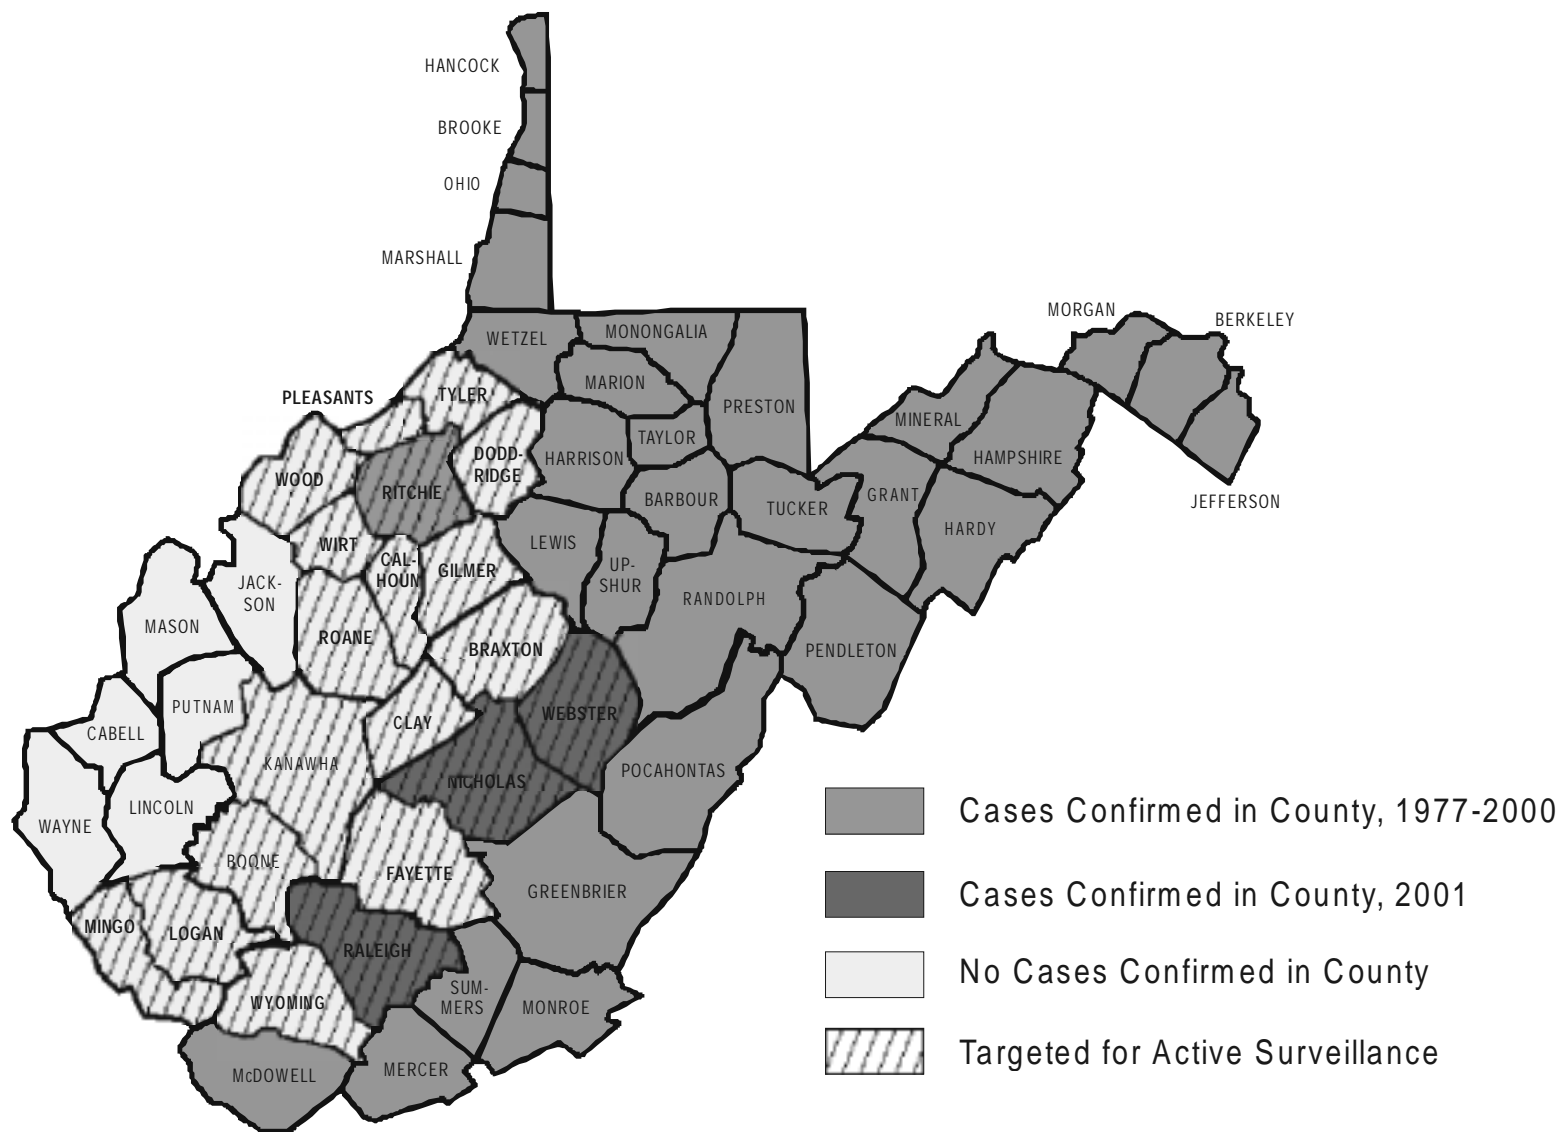 HANCOCK
BROOKE
OHIO
MARSHALL
MORGAN
BERKELEY
WETZEL
MONONGALIA
MARION
PLEASANTS
TYLER
PRESTON
MINERAL
TAYLOR
HAMPSHIRE
HARRISON
DODD-
RIDGE
WOOD
RITCHIE
BARBOUR
TUCKER
GRANT
JEFFERSON
HARDY
WIRT
CAL-
HOUN
GILMER
LEWIS
UP-
SHUR
JACK-
SON
RANDOLPH
MASON
ROANE
BRAXTON
PENDLETON
PUTNAM
CABELL
CLAY
WEBSTER
KANAWHA
NICHOLAS
POCAHONTAS
LINCOLN
WAYNE
BOONE
FAYETTE
GREENBRIER
MINGO
LOGAN
RALEIGH
WYOMING
SUM-
MERS
MONROE
McDOWELL
MERCER
Cases Confirmed in County, 1977-2000
Cases Confirmed in County, 2001
No Cases Confirmed in County
Targeted for Active Surveillance